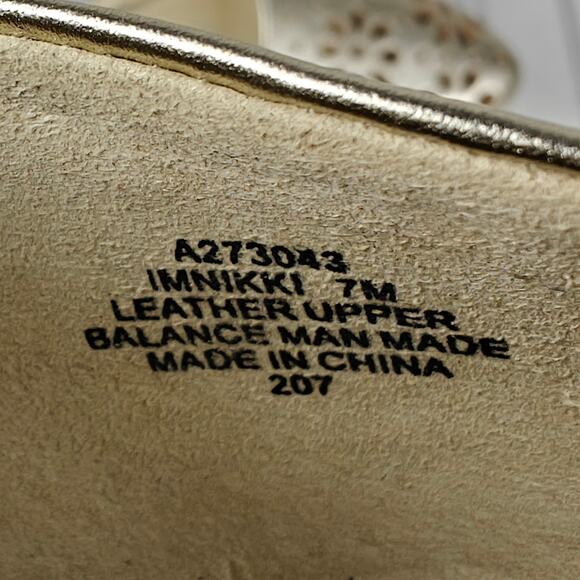 A273043
IMNIKKI 7M
LEATHER UPPER
BALANCE MAN MADE
MADE IN CHINA
207